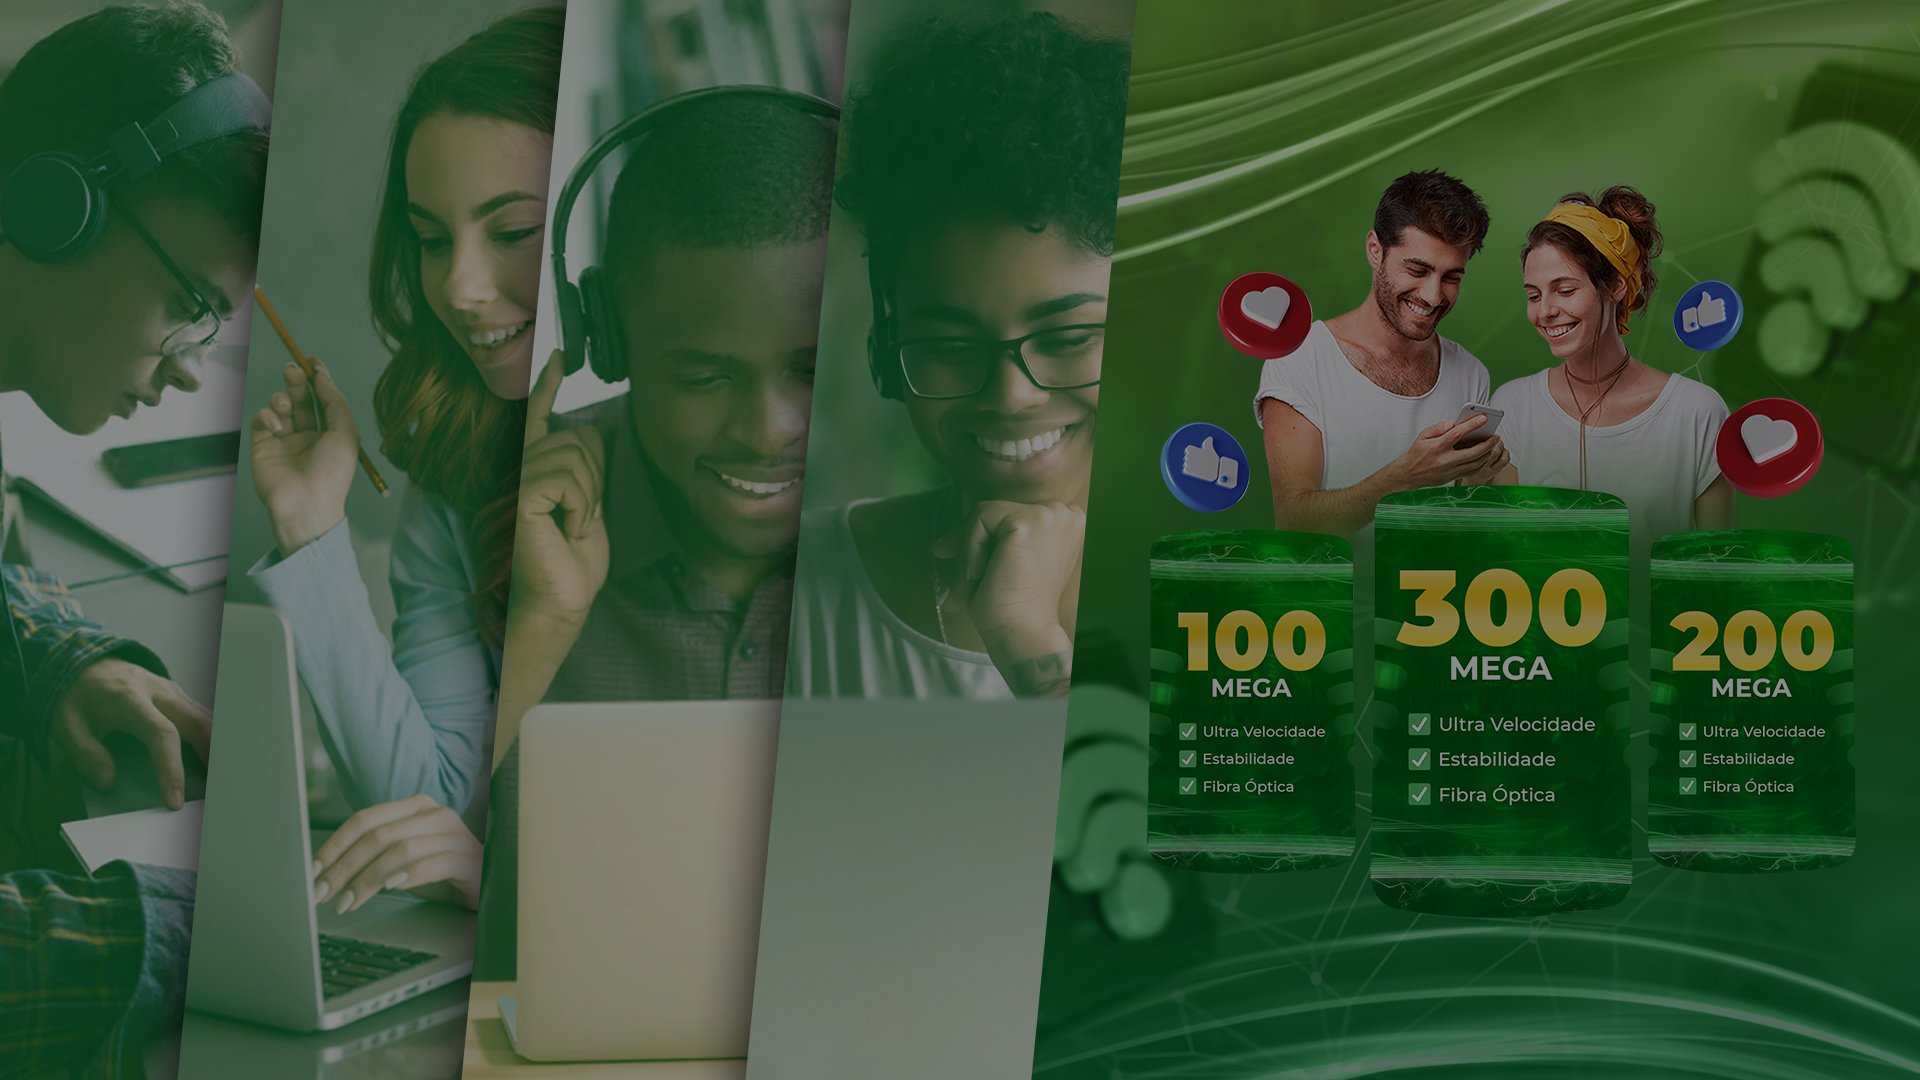 100
MEGA
Ultra Velocidade
Estabilidade
Fibra Óptica
300
MEGA
Ultra Velocidade
Estabilidade
Fibra Óptica
200
MEGA
Ultra Velocidade
Estabilidade
Fibra Óptica